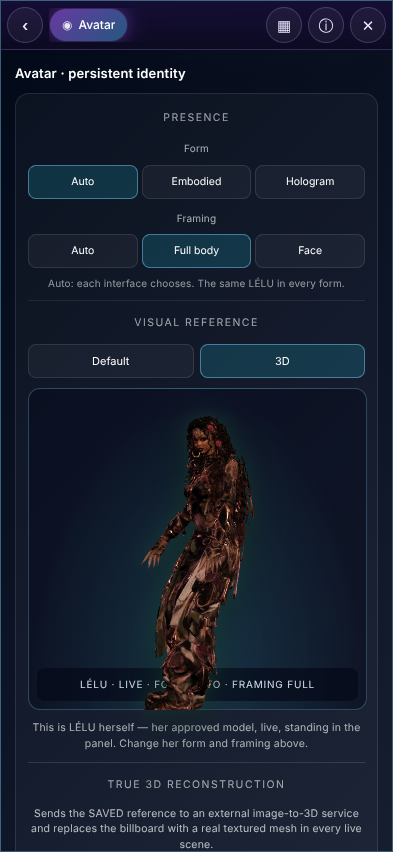 Avatar
Avatar · persistent identity
PRESENCE
Form
Auto
Embodied
Hologram
Framing
Auto
Full body
Face
Auto: each interface chooses. The same LÉLU in every form.
VISUAL REFERENCE
Default
3D
LÉLU · LIVE · FO O · FRAMING FULL
This is LÉLU herself — her approved model, live, standing in the
panel. Change her form and framing above.
TRUE 3D RECONSTRUCTION
Sends the SAVED reference to an external image-to-3D service
and replaces the billboard with a real textured mesh in every live
scene.